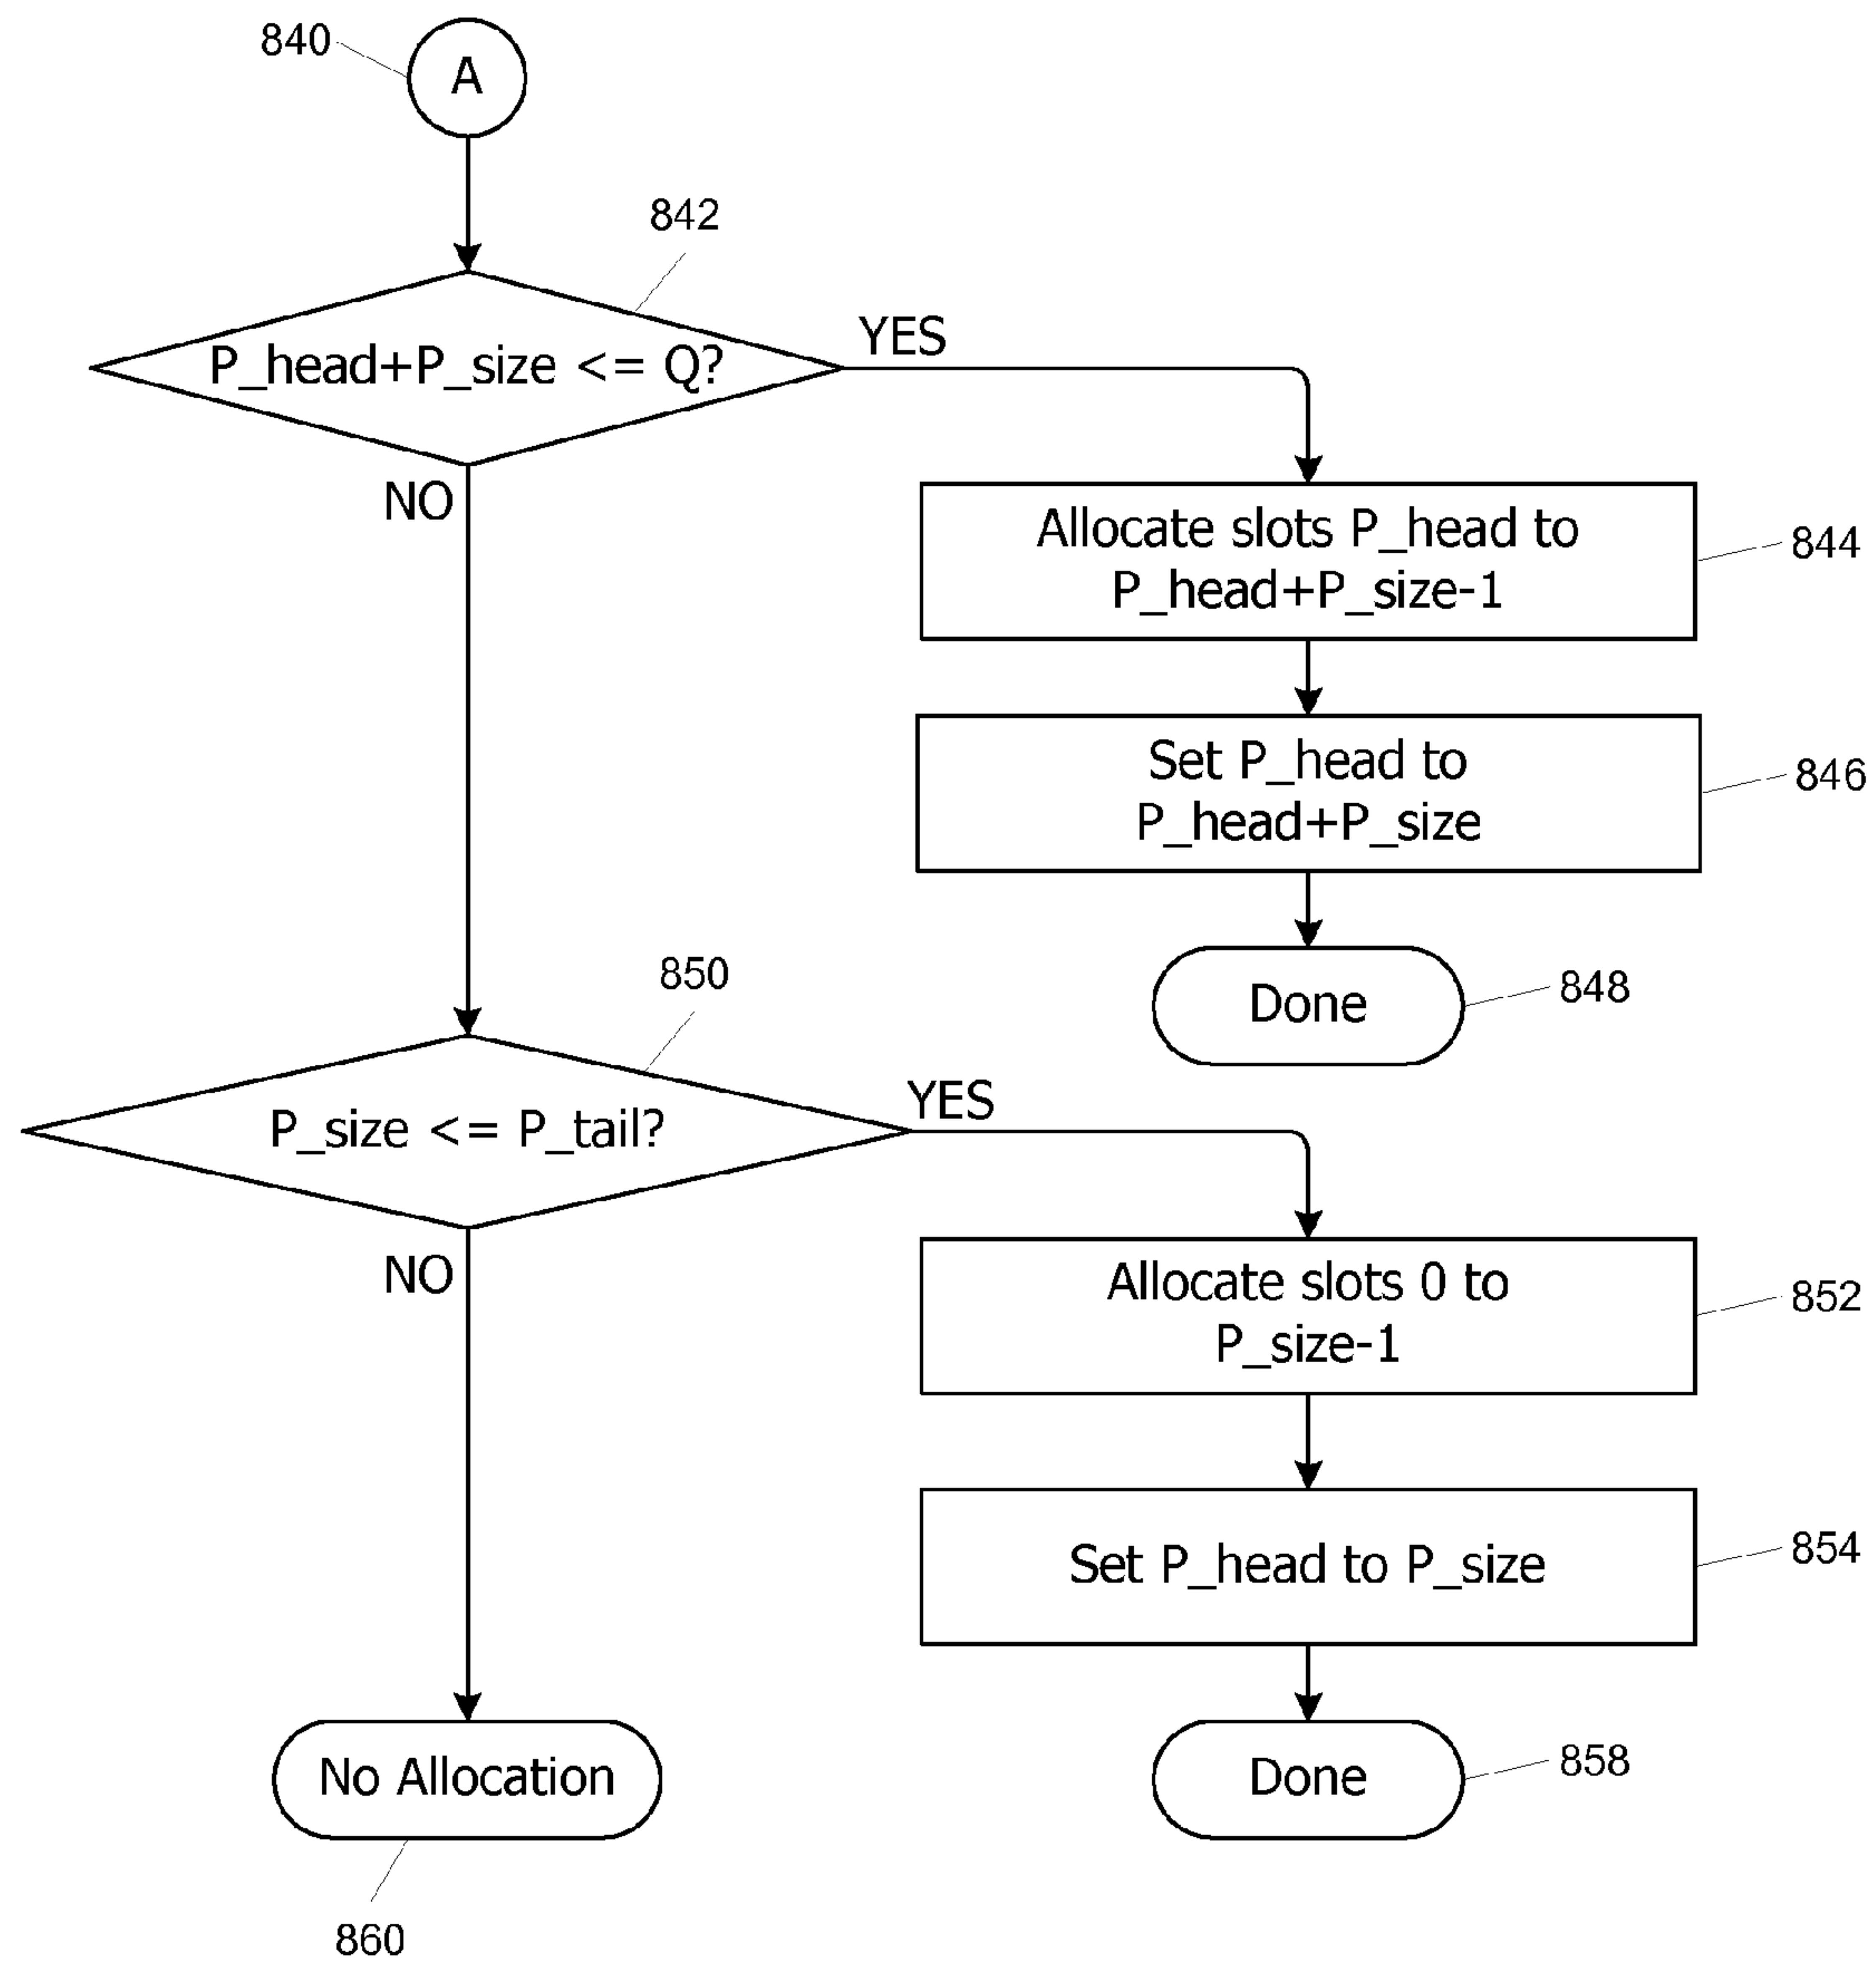 840
A
842
P_head+P_size <= Q?
YES
NO
Allocate slots P_head to
P_head+P_size-1
844
Set P_head to
P_head+P_size
846
Done
848
850
P_size <= P_tail?
YES
NO
Allocate slots 0 to
P_size-1
852
Set P_head to P_size
854
No Allocation
860
Done
858